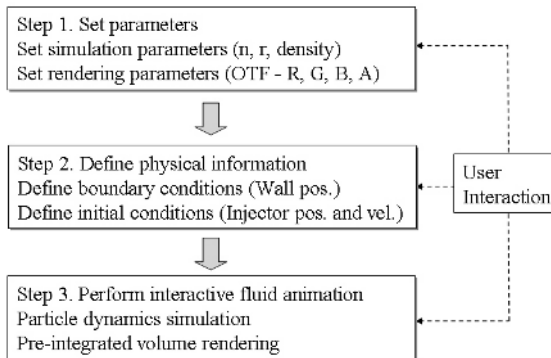 Step 1. Set parameters
Set simulation parameters (n, r, density)
Set rendering parameters (OTF - R, G, B, A)
Step 2. Define physical information
Define boundary conditions (Wall pos.)
Define initial conditions (Injector pos. and vel.)
User
Interaction
Step 3. Perform interactive fluid animation
Particle dynamics simulation
Pre-integrated volume rendering